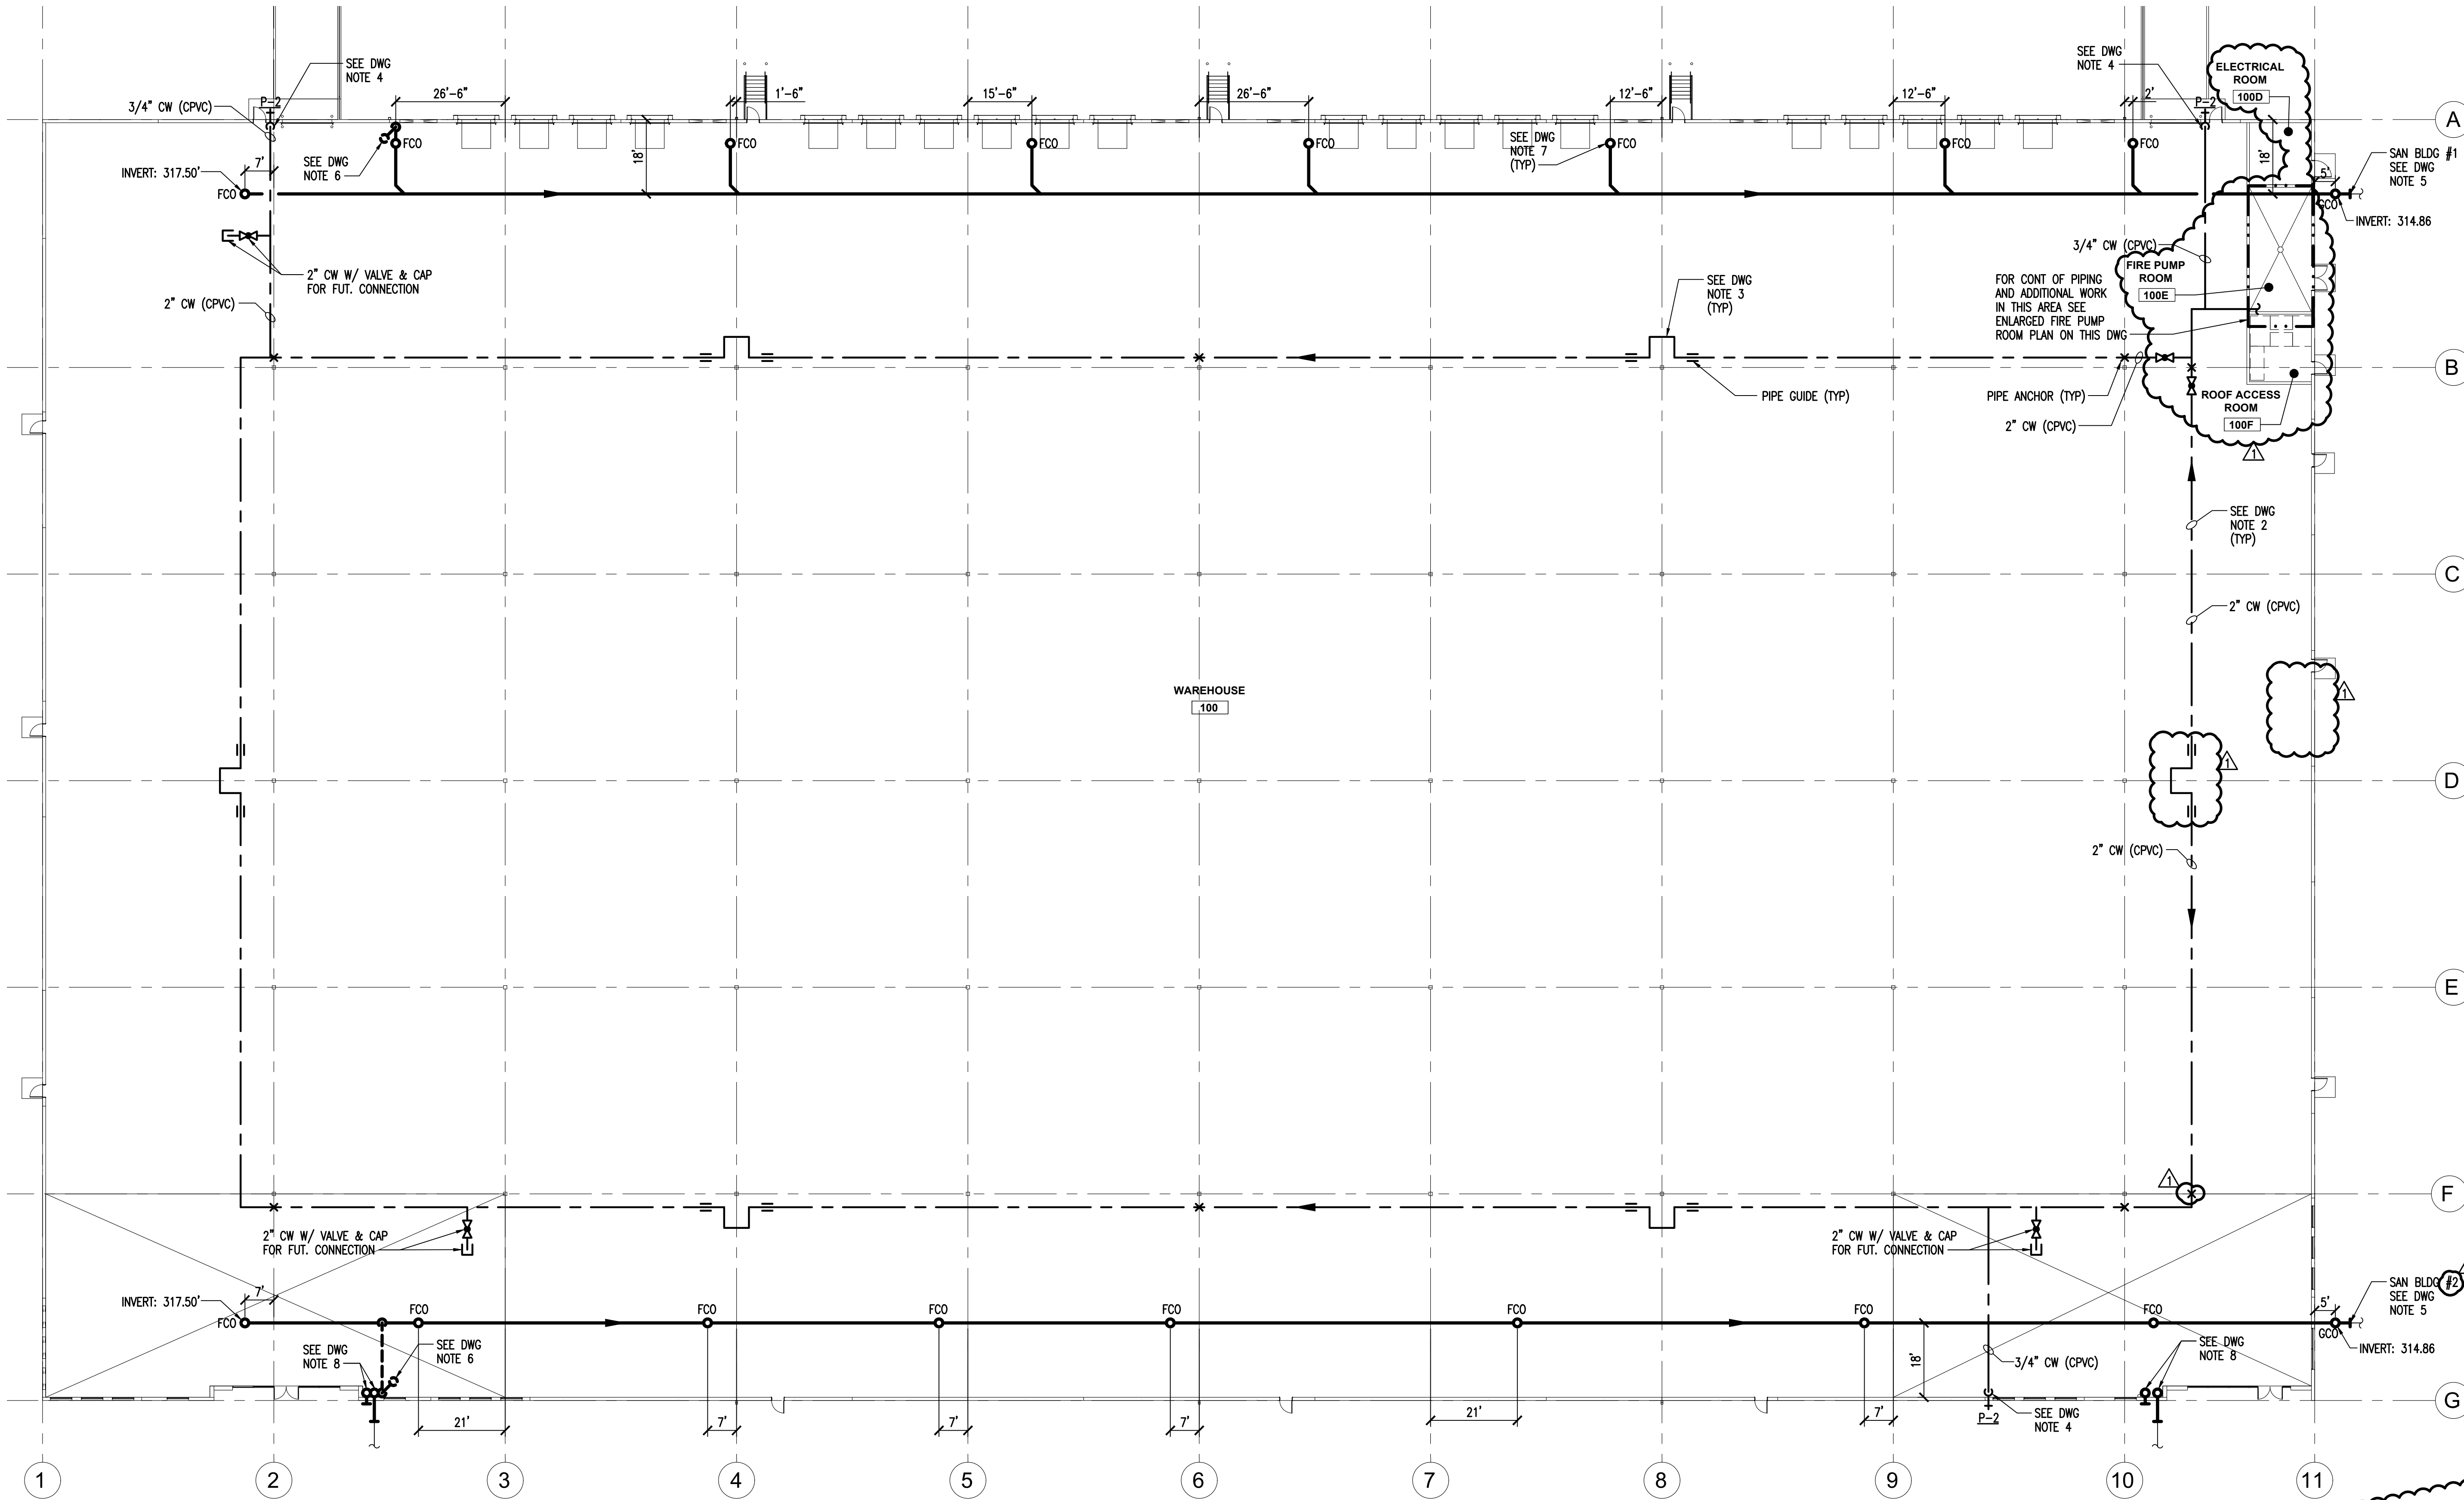 SEE DWG
NOTE 4
3/4" CW (CPVC)
P-2
26'-6"
1'-6"
15'-6"
26'-6"
12'-6"
12'-6"
2'
SEE DWG
NOTE 4
P-2
ELECTRICAL
ROOM
100D
A
INVERT: 317.50'
7'
FCO
SEE DWG
NOTE 6
FCO
18'
FCO
FCO
FCO
SEE DWG
NOTE 7
(TYP)
FCO
FCO
FCO
18'
5'
GCO
SAN BLDG #1
SEE DWG
NOTE 5
INVERT: 314.86
2" CW W/ VALVE & CAP
FOR FUT. CONNECTION
2" CW (CPVC)
SEE DWG
NOTE 3
(TYP)
3/4" CW (CPVC)
FIRE PUMP
ROOM
100E
FOR CONT OF PIPING
AND ADDITIONAL WORK
IN THIS AREA SEE
ENLARGED FIRE PUMP
ROOM PLAN ON THIS DWG
B
PIPE GUIDE (TYP)
PIPE ANCHOR (TYP)
2" CW (CPVC)
ROOF ACCESS
ROOM
100F
1
SEE DWG
NOTE 2
(TYP)
C
2" CW (CPVC)
WAREHOUSE
100
1
1
D
2" CW (CPVC)
E
1
F
2" CW W/ VALVE & CAP
FOR FUT. CONNECTION
2" CW W/ VALVE & CAP
FOR FUT. CONNECTION
INVERT: 317.50'
7'
FCO
FCO
FCO
FCO
FCO
FCO
FCO
FCO
5'
GCO
SAN BLDG #2
SEE DWG
NOTE 5
INVERT: 314.86
SEE DWG
NOTE 8
SEE DWG
NOTE 6
18'
3/4" CW (CPVC)
SEE DWG
NOTE 8
P-2
SEE DWG
NOTE 4
G
21'
7'
7'
7'
21'
7'
1
2
3
4
5
6
7
8
9
10
11